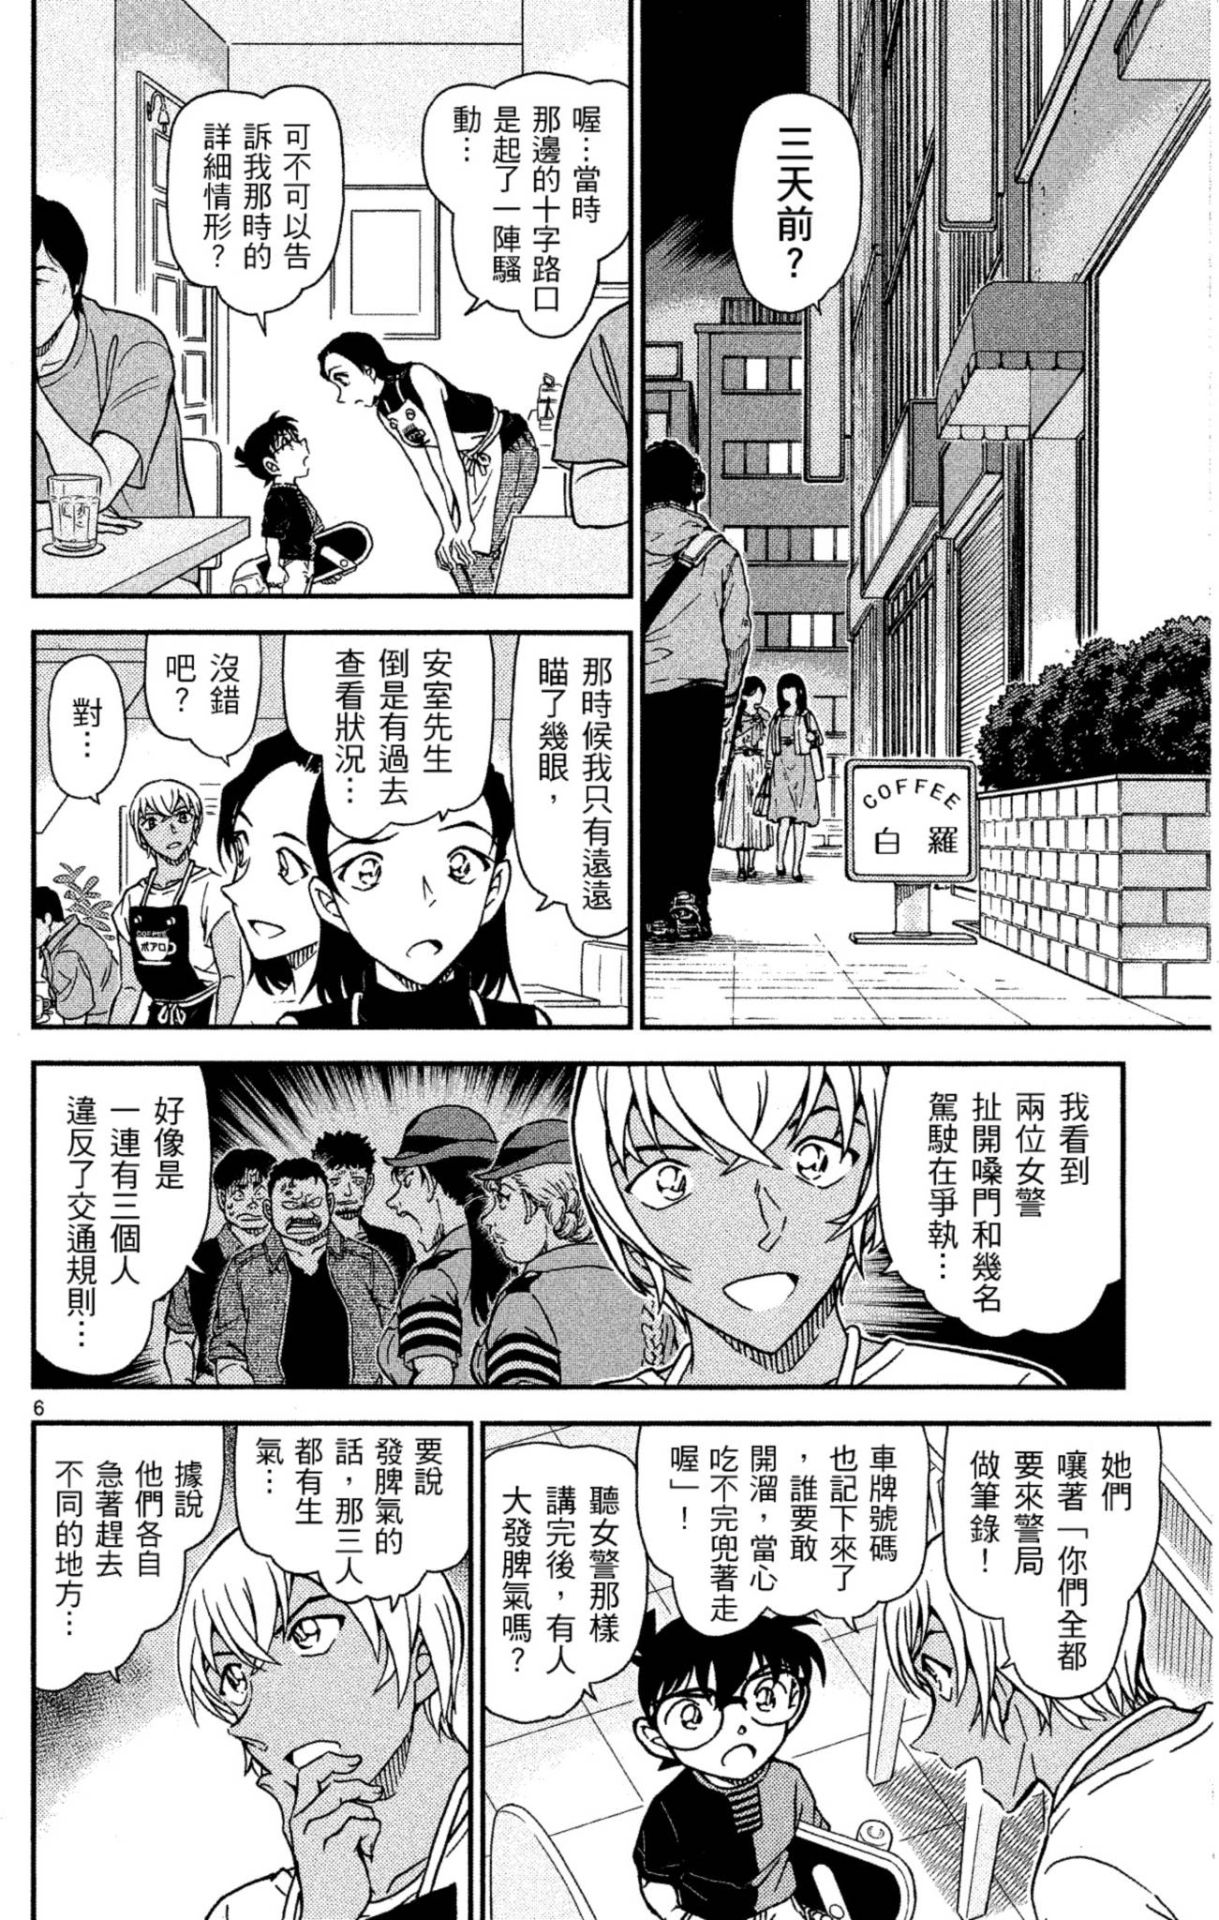 三天前？
COFFEE
白羅
喔…當時
那邊的十字路口
是起了一陣騷
動…
可不可以告
訴我那時的
詳細情形？
那時候我只有遠遠
瞄了幾眼，
安室先生
倒是有過去
查看狀況…
沒錯
吧？
對…
COFFEE
ポアロ
我看到
兩位女警
扯開嗓門和幾名
駕駛在爭執…
好像是
一連有三個人
違反了交通規則…
6
她們
嚷著「你們全都
要來警局
做筆錄！
車牌號碼
也記下來了
，誰要敢
開溜，當心
吃不完兜著走
喔」！
聽女警那樣
講完後，有人
大發脾氣嗎？
要說
發脾氣的
話，那三人
都有生
氣…
據說
他們各自
急著趕去
不同的地方…